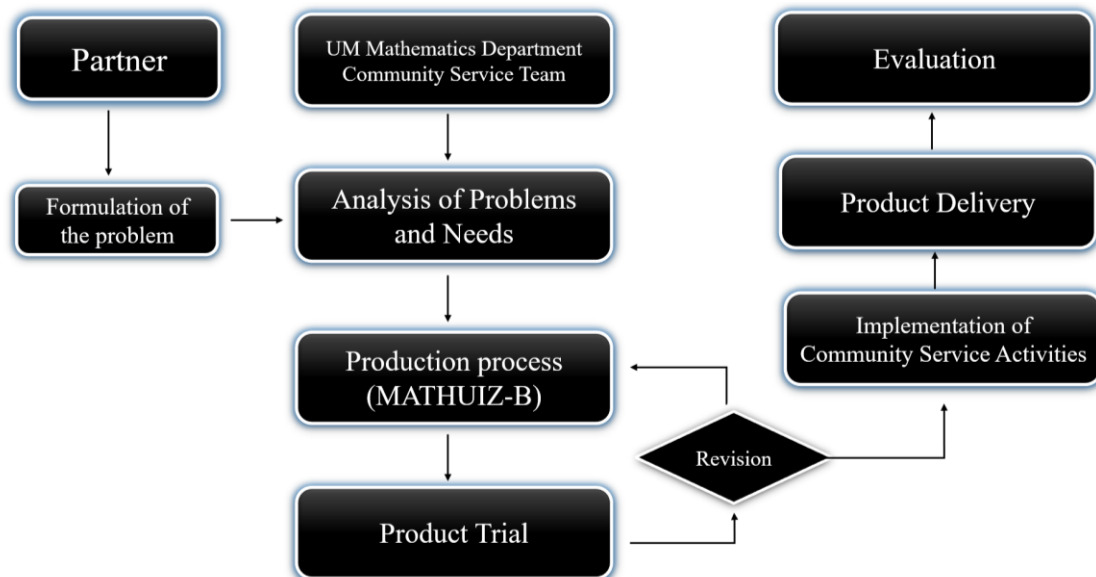 Partner
Formulation of
the problem
UM Mathematics Department
Community Service Team
Analysis of Problems
and Needs
Production process
(MATHUIZ-B)
Product Trial
Revision
Implementation of
Community Service Activities
Product Delivery
Evaluation